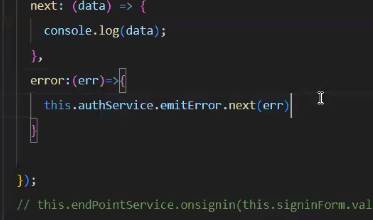 next: (data) => {
console.log(data);
},
error:(err)=>{
this.authService.emitError.next(err)
}
});
// this.endPointService.onsignin(this.signinForm.val